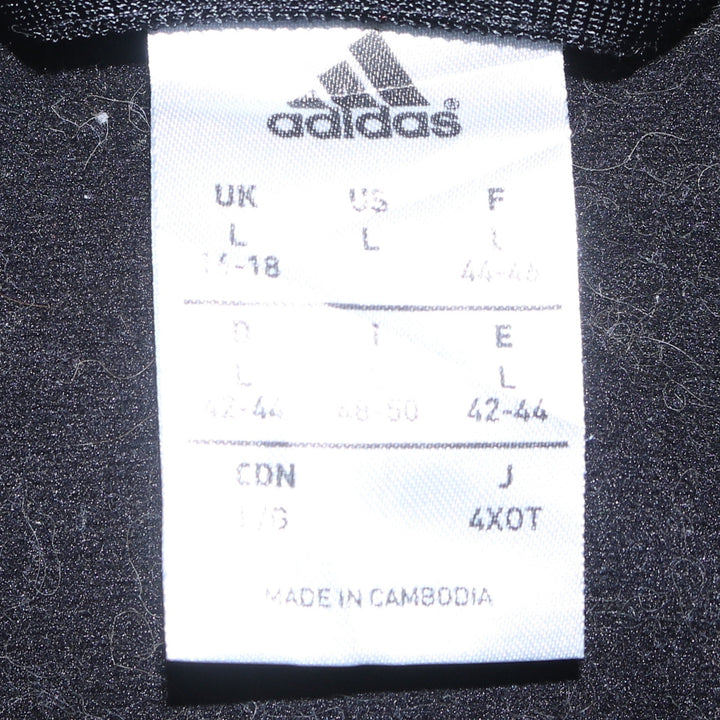 adidas®
UK US F
L L L
14-18 44-46
D I E
L L
42-44 48-50 42-44
CDN J
L/G 4XOT
MADE IN CAMBODIA